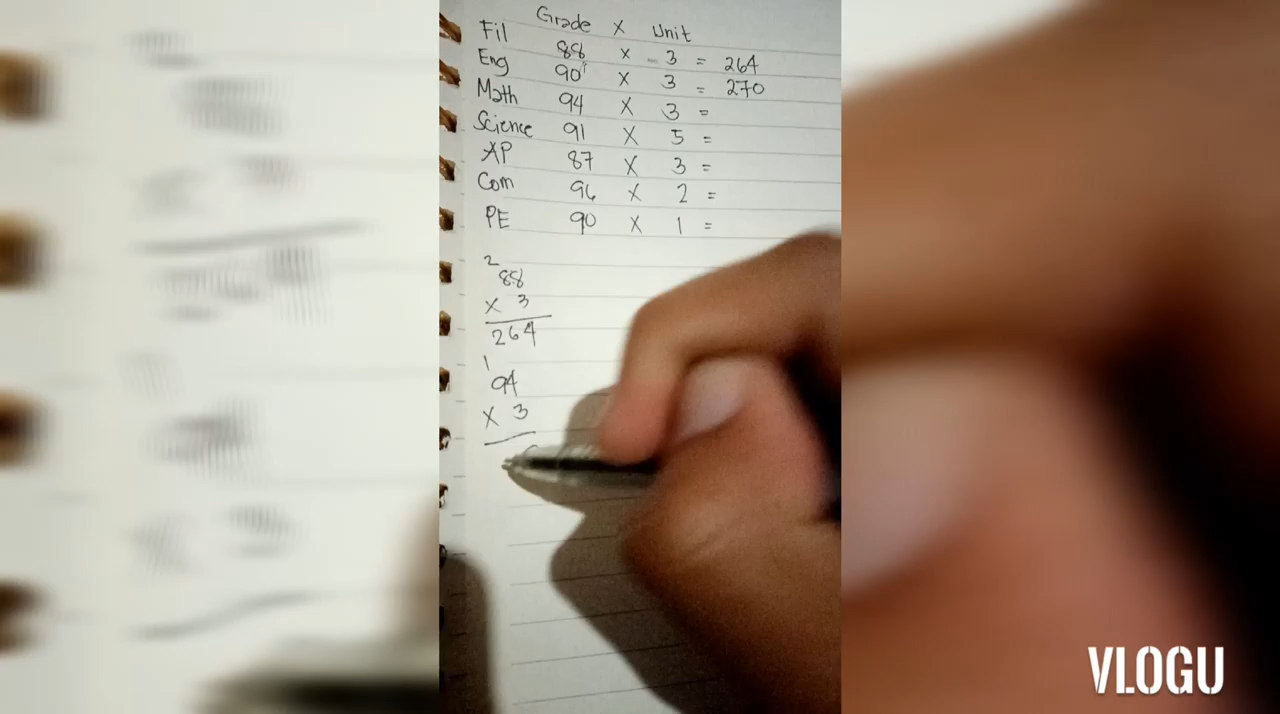 Grade X Unit
Fil 88 x 3 = 264
Eng 90 x 3 = 270
Math 94 x 3 =
Science 91 x 5 =
AP 87 x 3 =
Com 96 x 2 =
PE 90 x 1 =
2
88
x 3
264
1
94
x 3
VLOGU